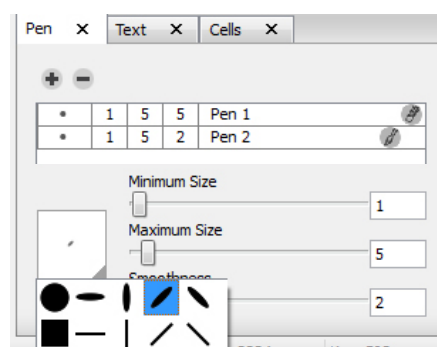 Pen X Text X Cells X
1 5 5 Pen 1
1 5 2 Pen 2
Minimum Size
1
Maximum Size
5
Smoothness
2